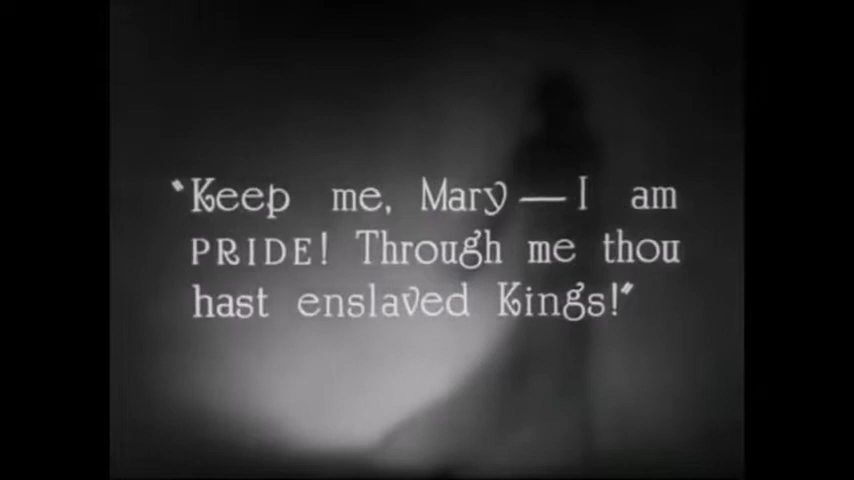 "Keep me, Mary — I am
PRIDE! Through me thou
hast enslaved Kings!"